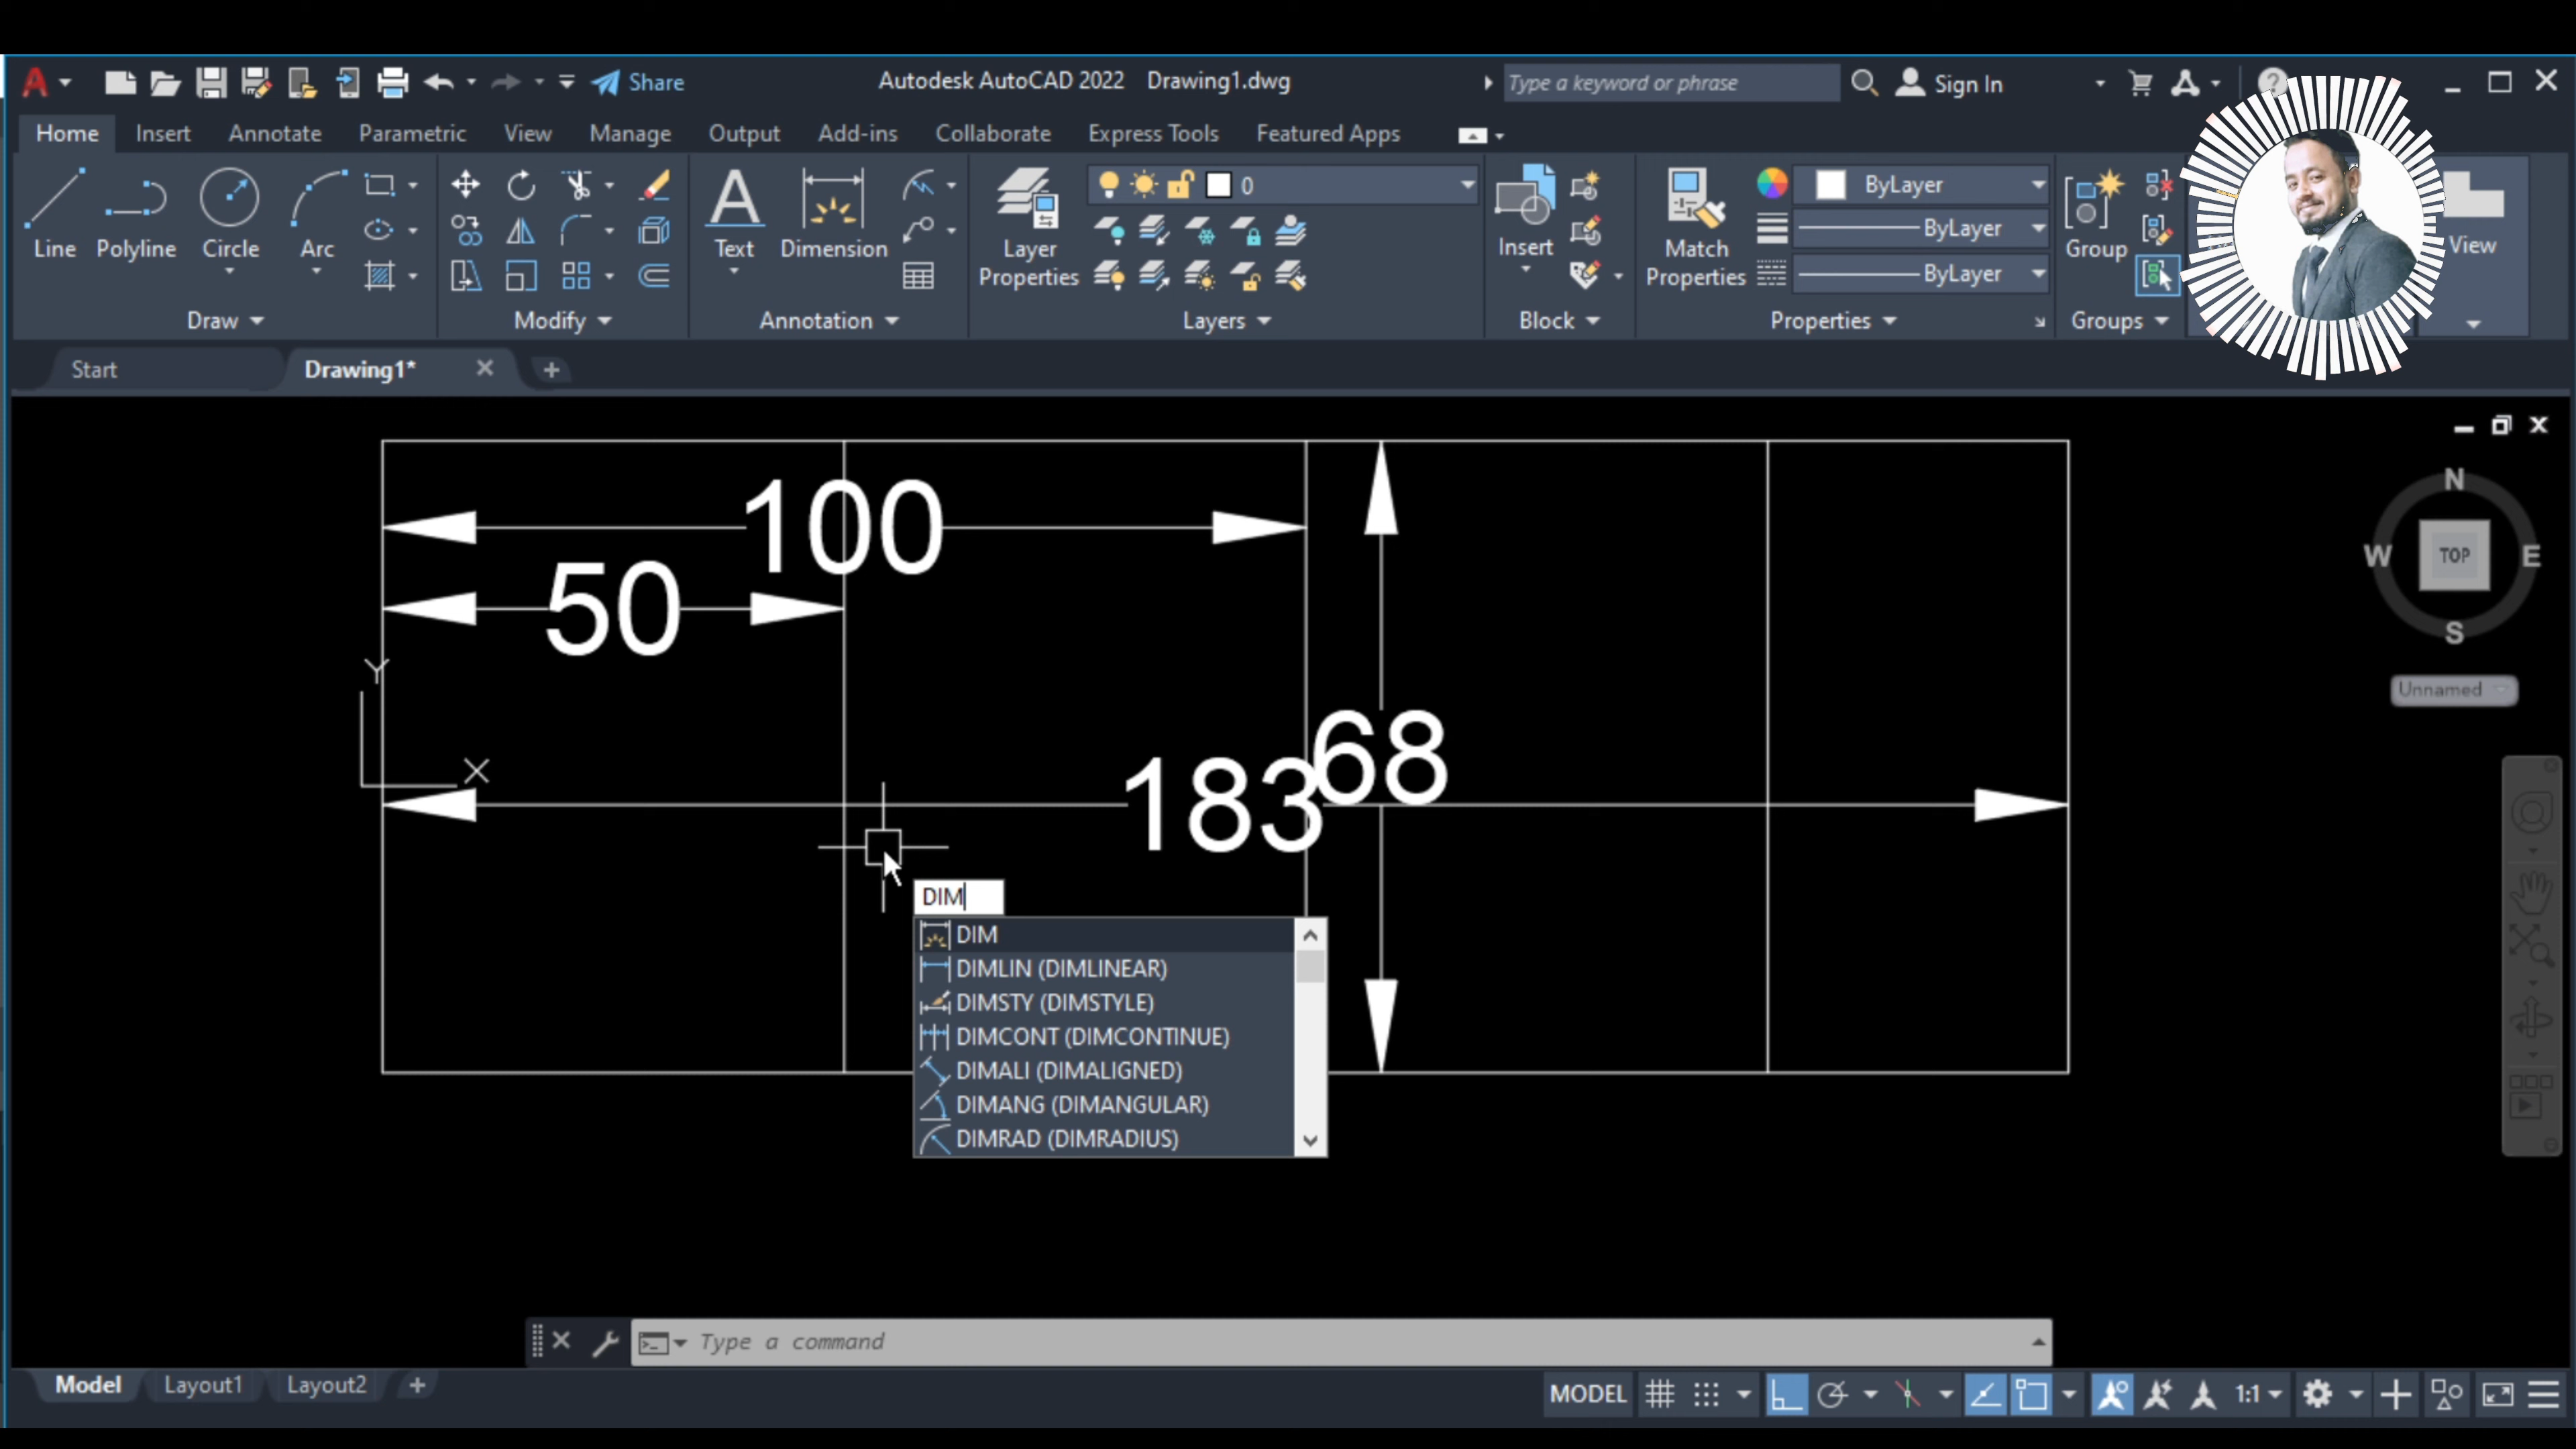 Share
Autodesk AutoCAD 2022 Drawing1.dwg
Type a keyword or phrase
Sign In
Home Insert Annotate Parametric View Manage Output Add-ins Collaborate Express Tools Featured Apps
Line Polyline Circle Arc
Draw
Modify
Text Dimension
Annotation
Layer Properties
0
Layers
Insert
Block
Match Properties
ByLayer
ByLayer
ByLayer
Properties
Group
Groups
View
Start Drawing1*
100
50
68
183
Y
X
N
W TOP E
S
Unnamed
DIM
DIM
DIMLIN (DIMLINEAR)
DIMSTY (DIMSTYLE)
DIMCONT (DIMCONTINUE)
DIMALI (DIMALIGNED)
DIMANG (DIMANGULAR)
DIMRAD (DIMRADIUS)
Type a command
Model Layout1 Layout2
MODEL 1:1